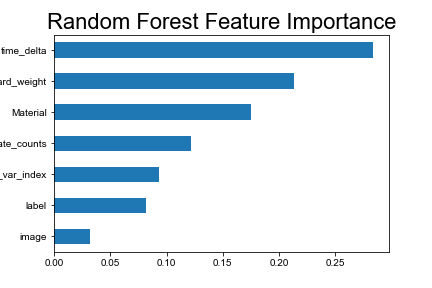 Random Forest Feature Importance
time_delta
ard_weight
Material
ate_counts
_var_index
label
image
0.00 0.05 0.10 0.15 0.20 0.25